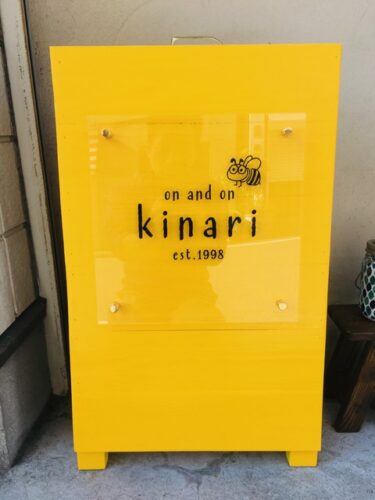 on and on
kinari
est.1998